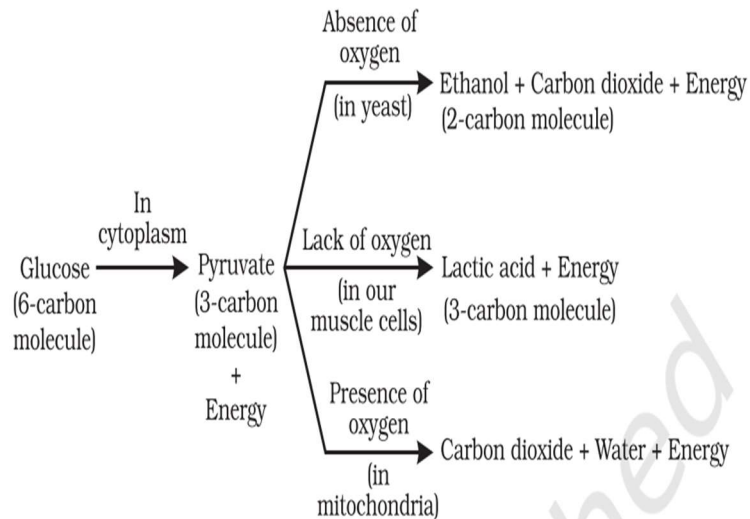 Absence of
oxygen
(in yeast)
Ethanol + Carbon dioxide + Energy
(2-carbon molecule)
In
cytoplasm
Glucose
(6-carbon
molecule)
Pyruvate
(3-carbon
molecule)
+
Energy
Lack of oxygen
(in our
muscle cells)
Lactic acid + Energy
(3-carbon molecule)
Presence of
oxygen
(in
mitochondria)
Carbon dioxide + Water + Energy
hed